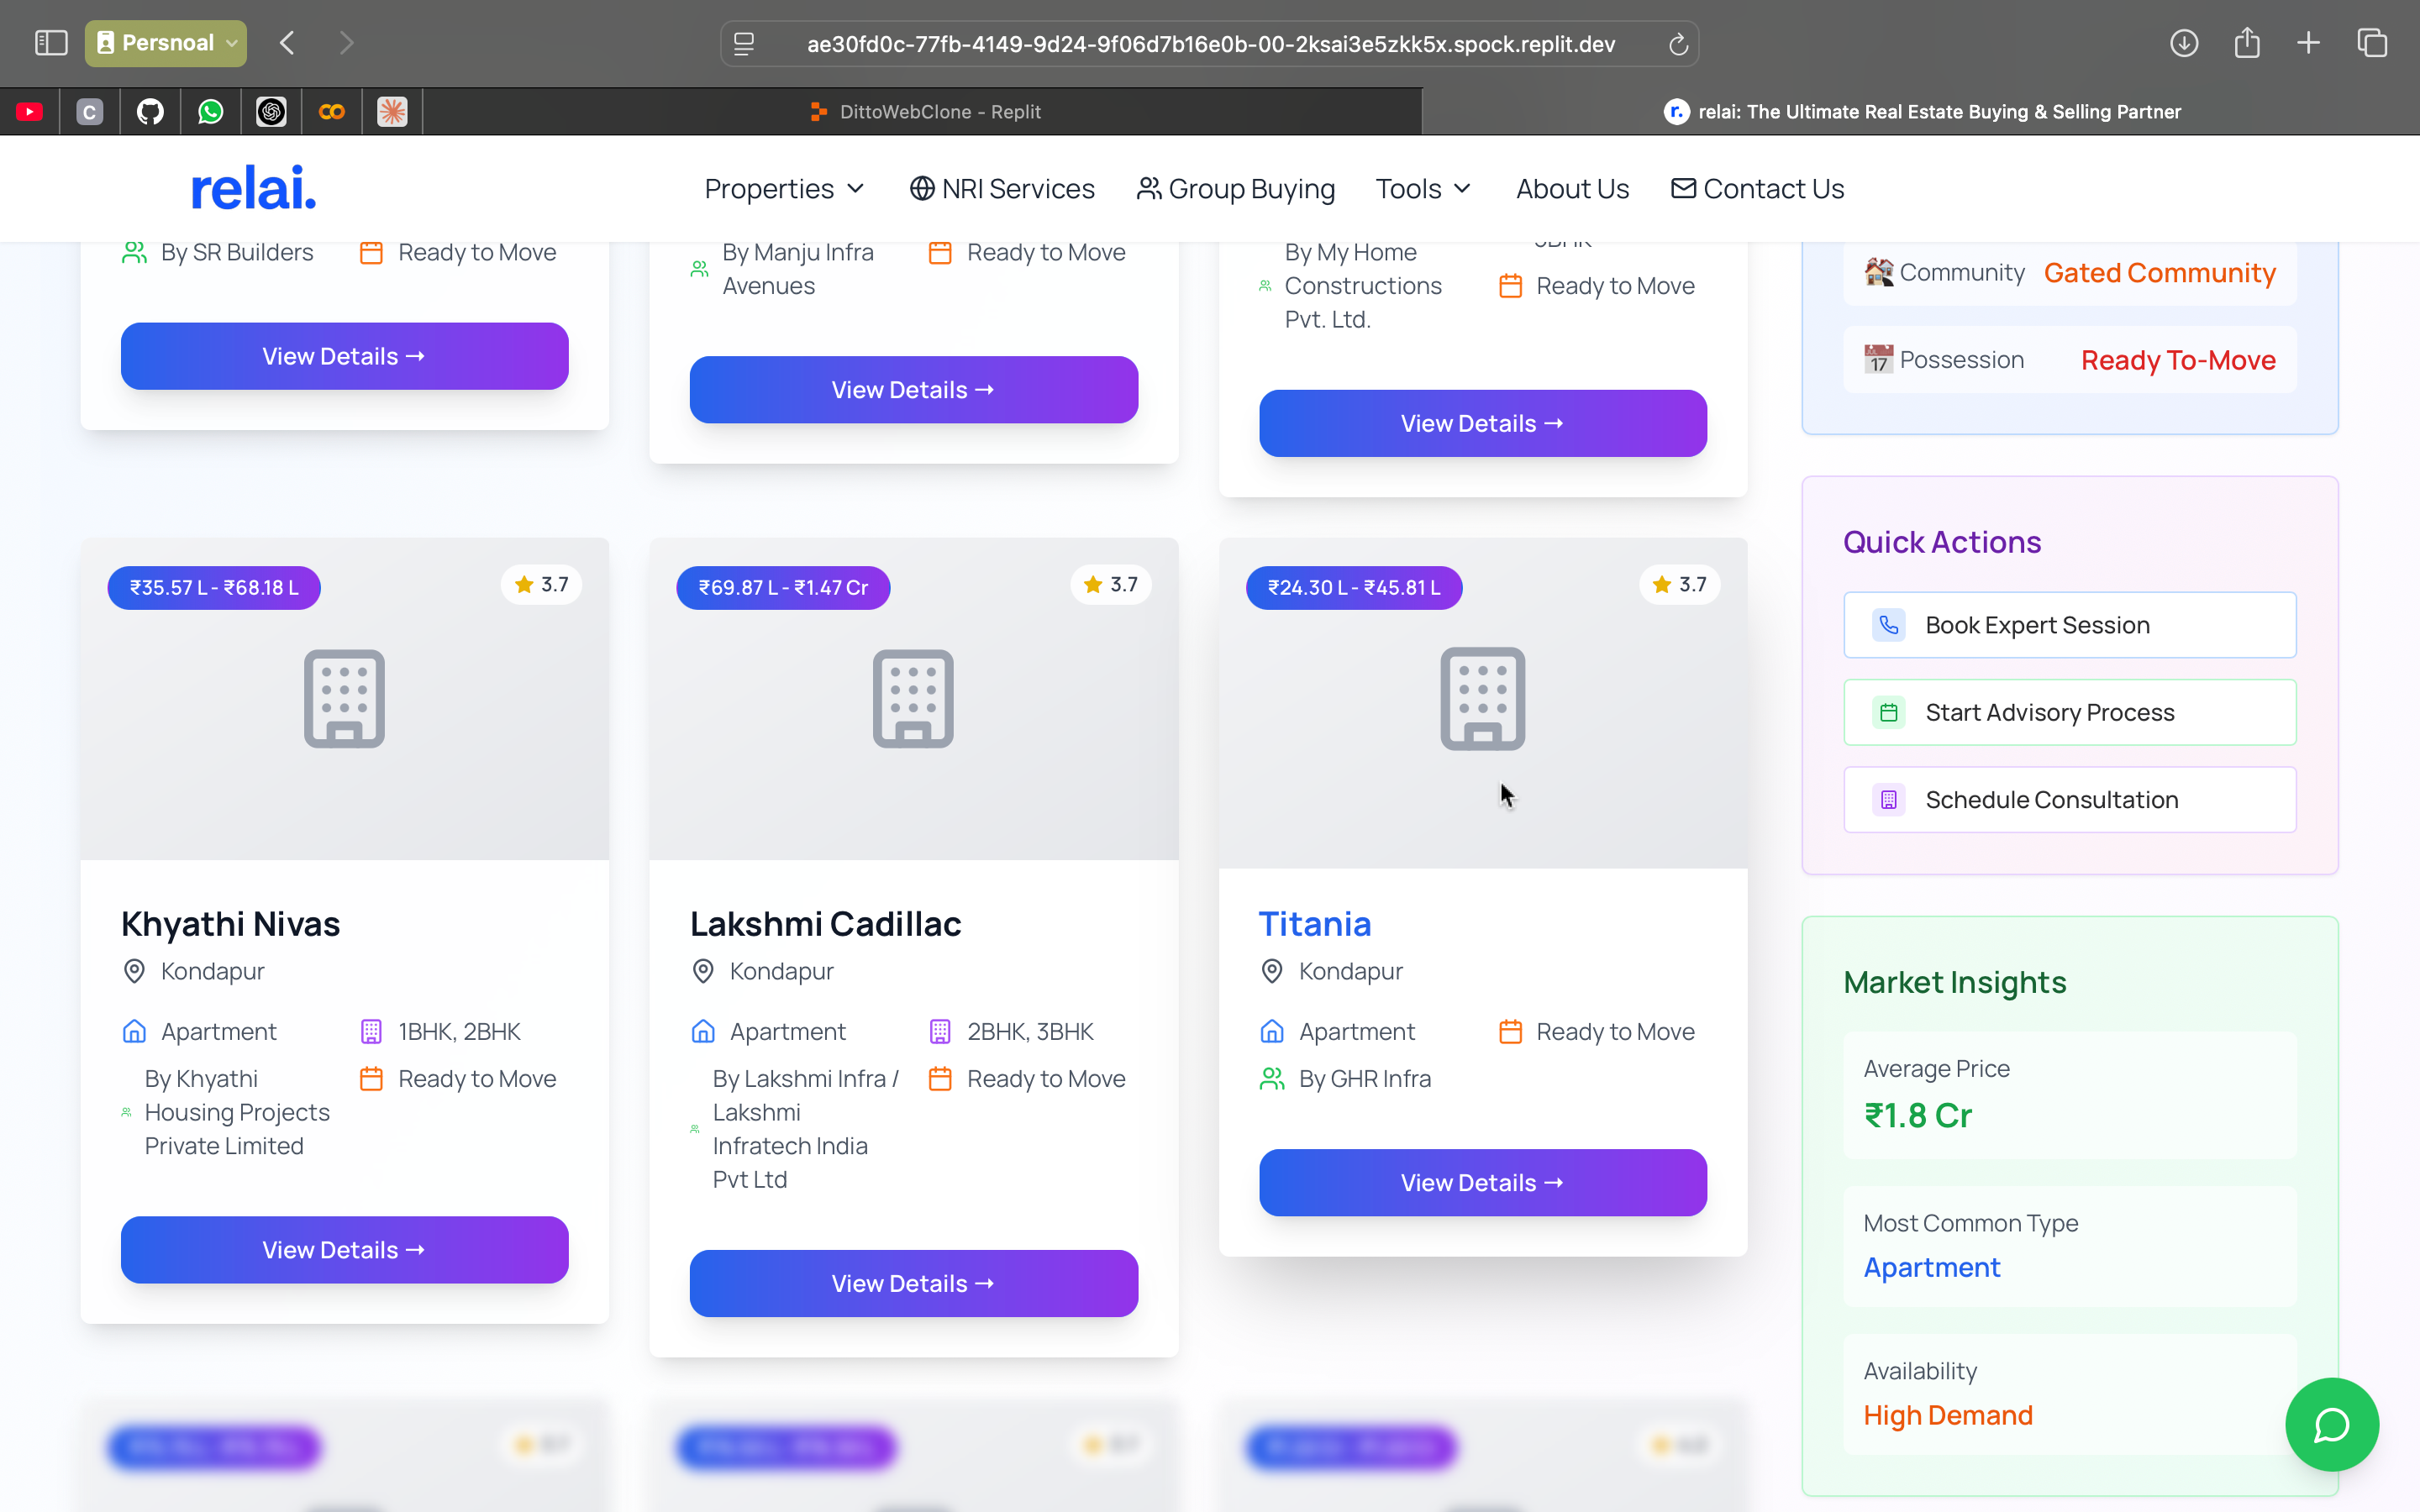 Persnoal
ae30fd0c-77fb-4149-9d24-9f06d7b16e0b-00-2ksai3e5zkk5x.spock.replit.dev
C
DittoWebClone - Replit
r.
relai: The Ultimate Real Estate Buying & Selling Partner
relai.
Properties
NRI Services
Group Buying
Tools
About Us
Contact Us
By SR Builders
Ready to Move
View Details →
By Manju Infra
Avenues
Ready to Move
View Details →
3BHK
By My Home
Constructions
Pvt. Ltd.
Ready to Move
View Details →
Community
Gated Community
17
Possession
Ready To-Move
₹35.57 L - ₹68.18 L
3.7
Khyathi Nivas
Kondapur
Apartment
1BHK, 2BHK
By Khyathi
Housing Projects
Private Limited
Ready to Move
View Details →
₹69.87 L - ₹1.47 Cr
3.7
Lakshmi Cadillac
Kondapur
Apartment
2BHK, 3BHK
By Lakshmi Infra /
Lakshmi
Infratech India
Pvt Ltd
Ready to Move
View Details →
₹24.30 L - ₹45.81 L
3.7
Titania
Kondapur
Apartment
Ready to Move
By GHR Infra
View Details →
Quick Actions
Book Expert Session
Start Advisory Process
Schedule Consultation
Market Insights
Average Price
₹1.8 Cr
Most Common Type
Apartment
Availability
High Demand